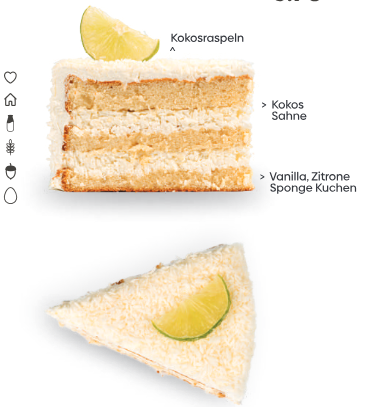 Kokosraspeln
^
> Kokos
Sahne
> Vanilla, Zitrone
Sponge Kuchen